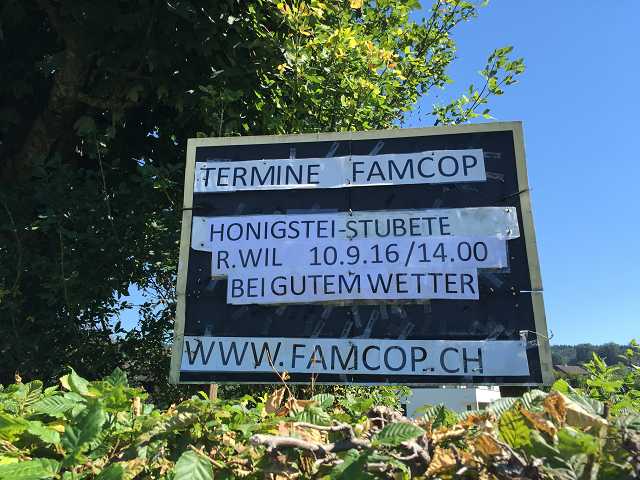 TERMINE FAMCOP
HONIGSTEI-STUBETE
R.WIL 10.9.16/14.00
BEI GUTEM WETTER
WWW.FAMCOP.CH